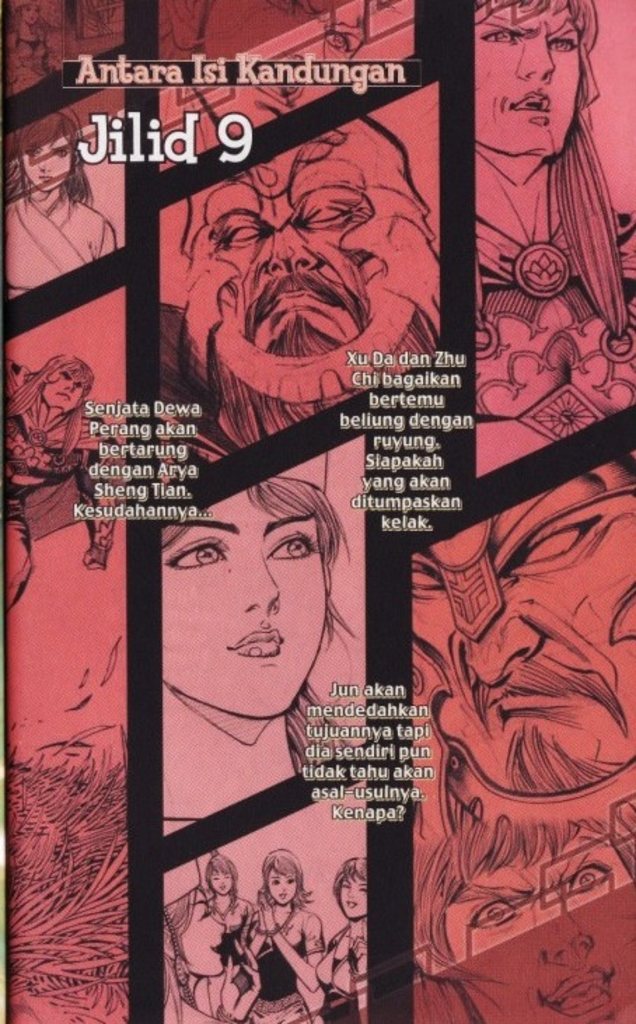 Antara Isi Kandungan
Jilid 9
Xu Da dan Zhu
Chi bagaikan
bertemu
beliung dengan
ruyung.
Siapakah
yang akan
ditumpaskan
kelak.
Senjata Dewa
Perang akan
bertarung
dengan Arya
Sheng Tian.
Kesudahannya...
Jun akan
mendedahkan
tujuannya tapi
dia sendiri pun
tidak tahu akan
asal-usulnya.
Kenapa?